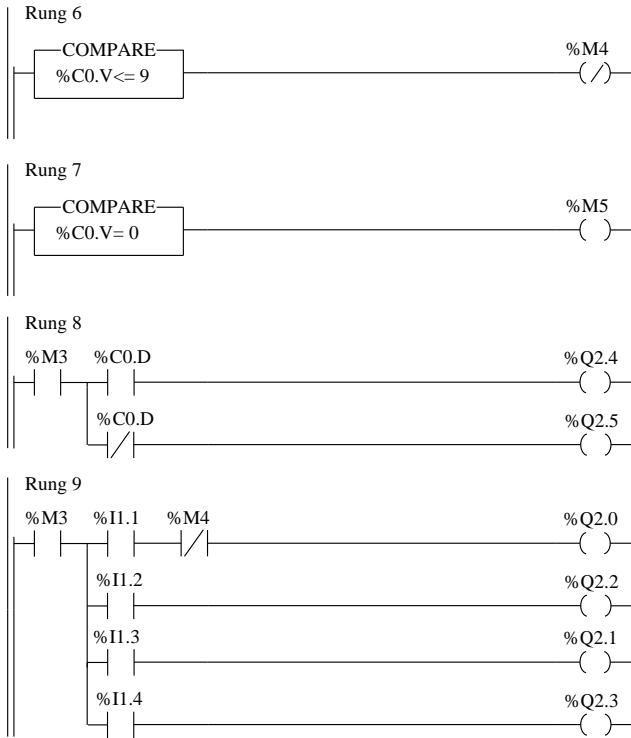 Rung 6
COMPARE
%M4
%C0.V<= 9
Rung 7
COMPARE
%M5
%C0.V= 0
Rung 8
%M3 %C0.D %Q2.4
%C0.D %Q2.5
Rung 9
%M3 %I1.1 %M4 %Q2.0
%I1.2 %Q2.2
%I1.3 %Q2.1
%I1.4 %Q2.3